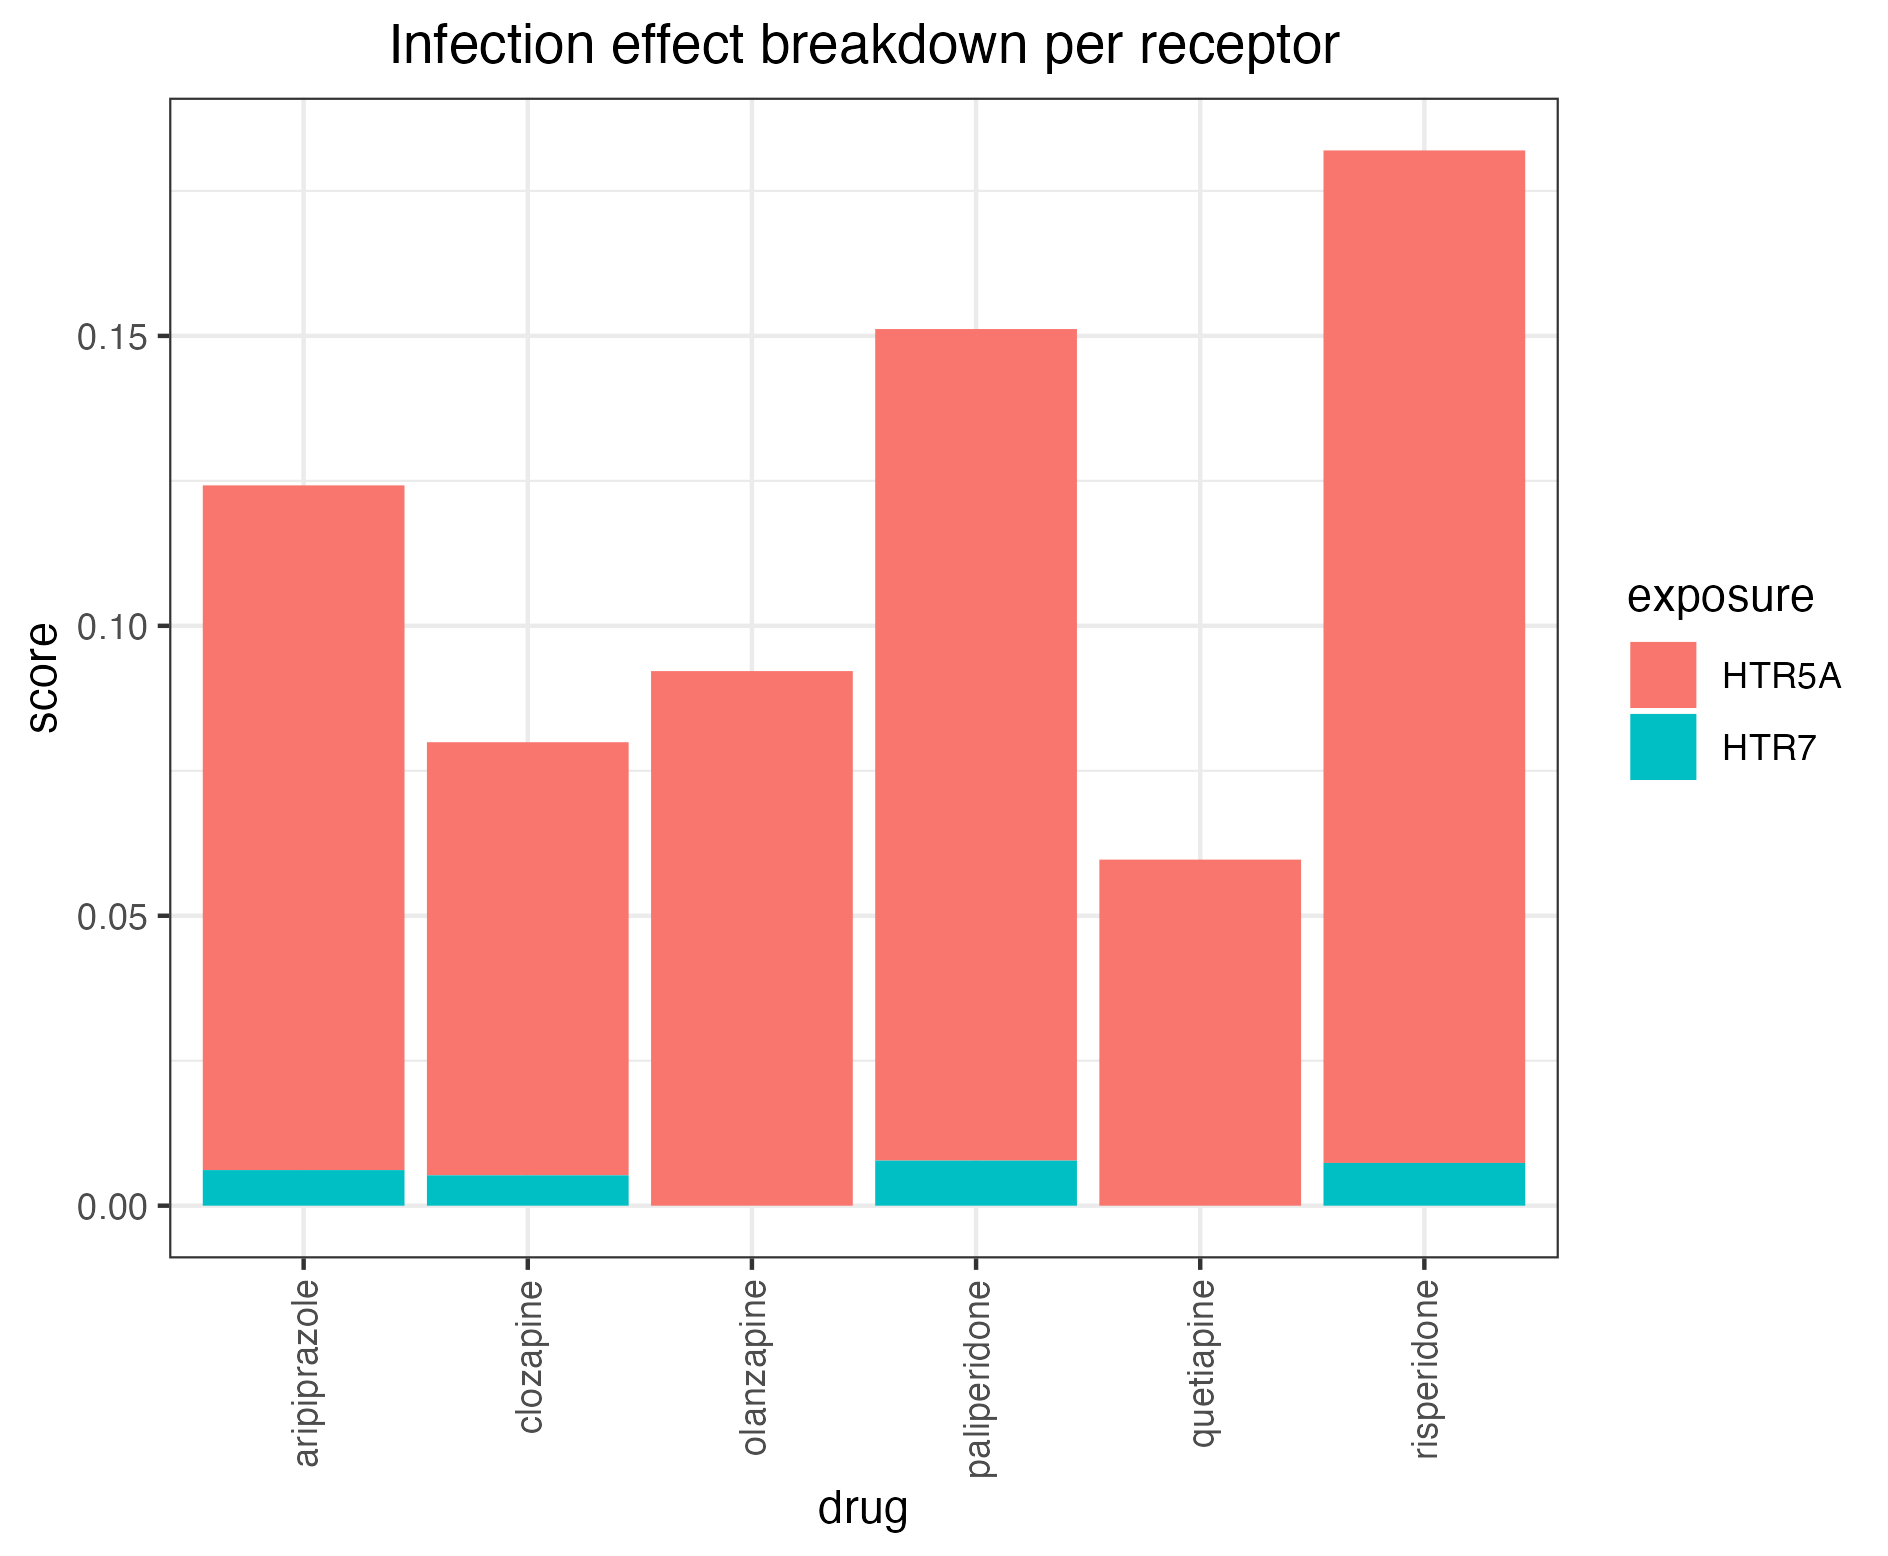 Infection effect breakdown per receptor
score
0.15
0.10
0.05
0.00
aripiprazole
clozapine
olanzapine
paliperidone
quetiapine
risperidone
drug
exposure
HTR5A
HTR7